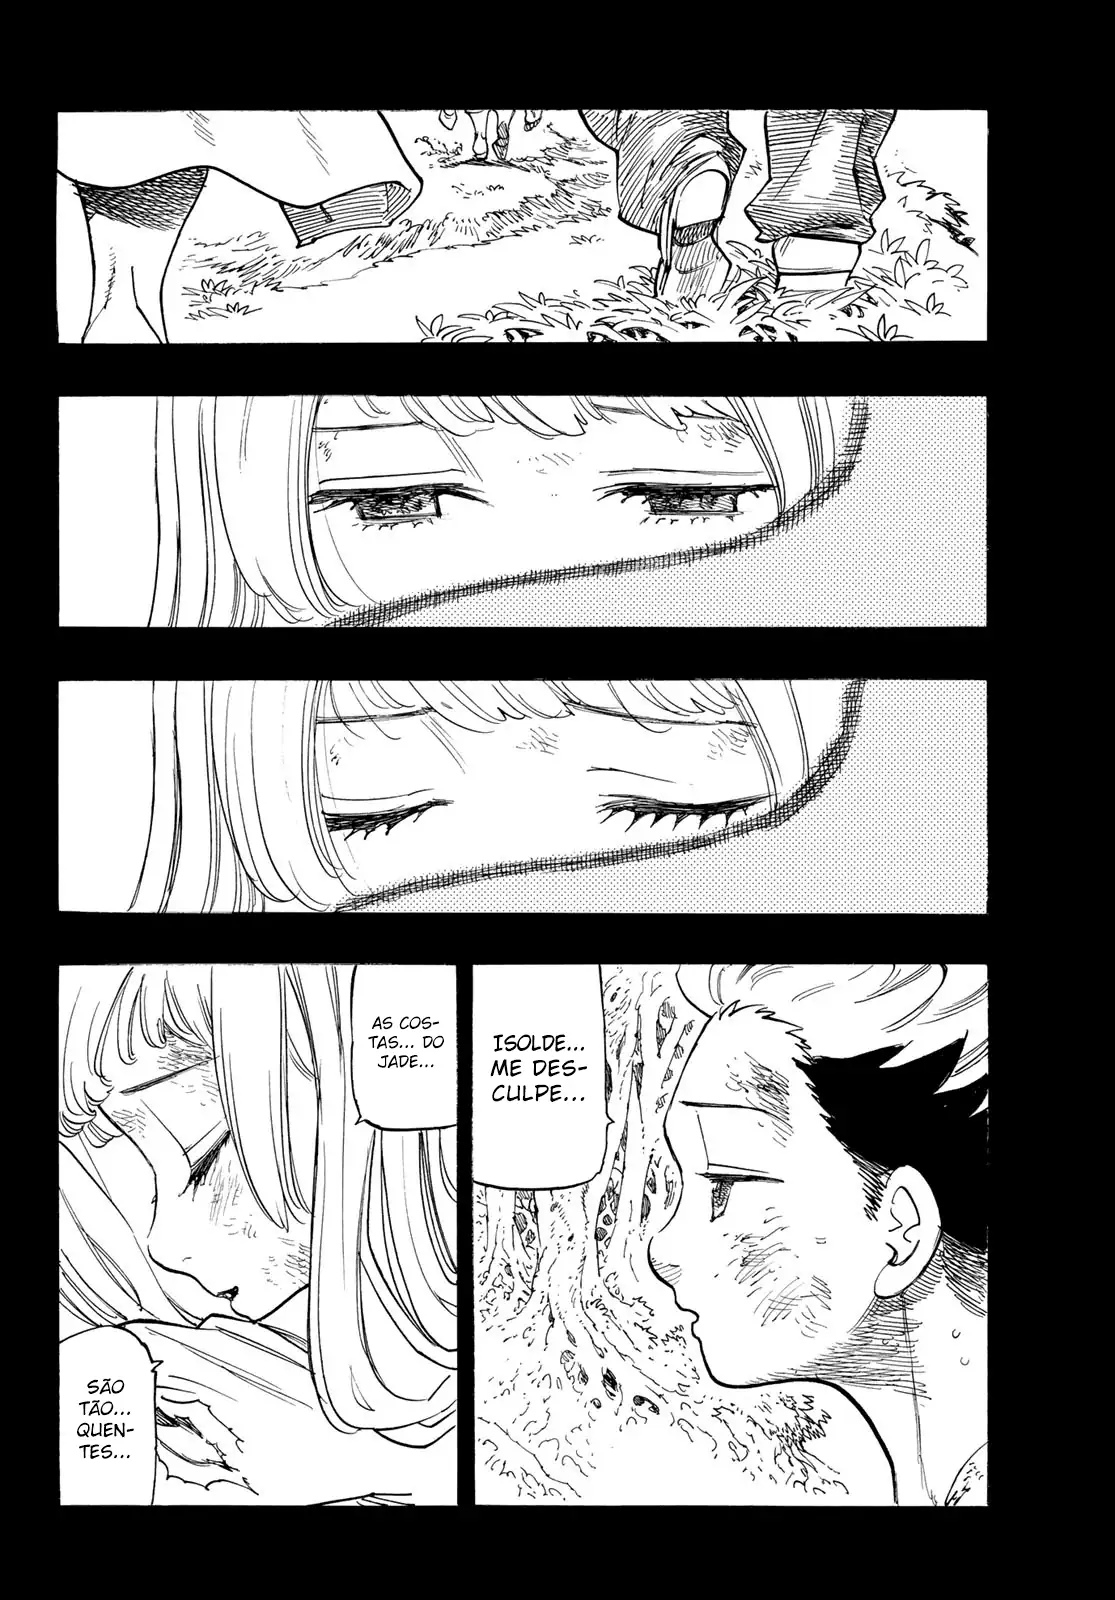 ISOLDE...
ME DES-
CULPE...
AS COS-
TAS... DO
JADE...
SÃO
TÃO...
QUEN-
TES...